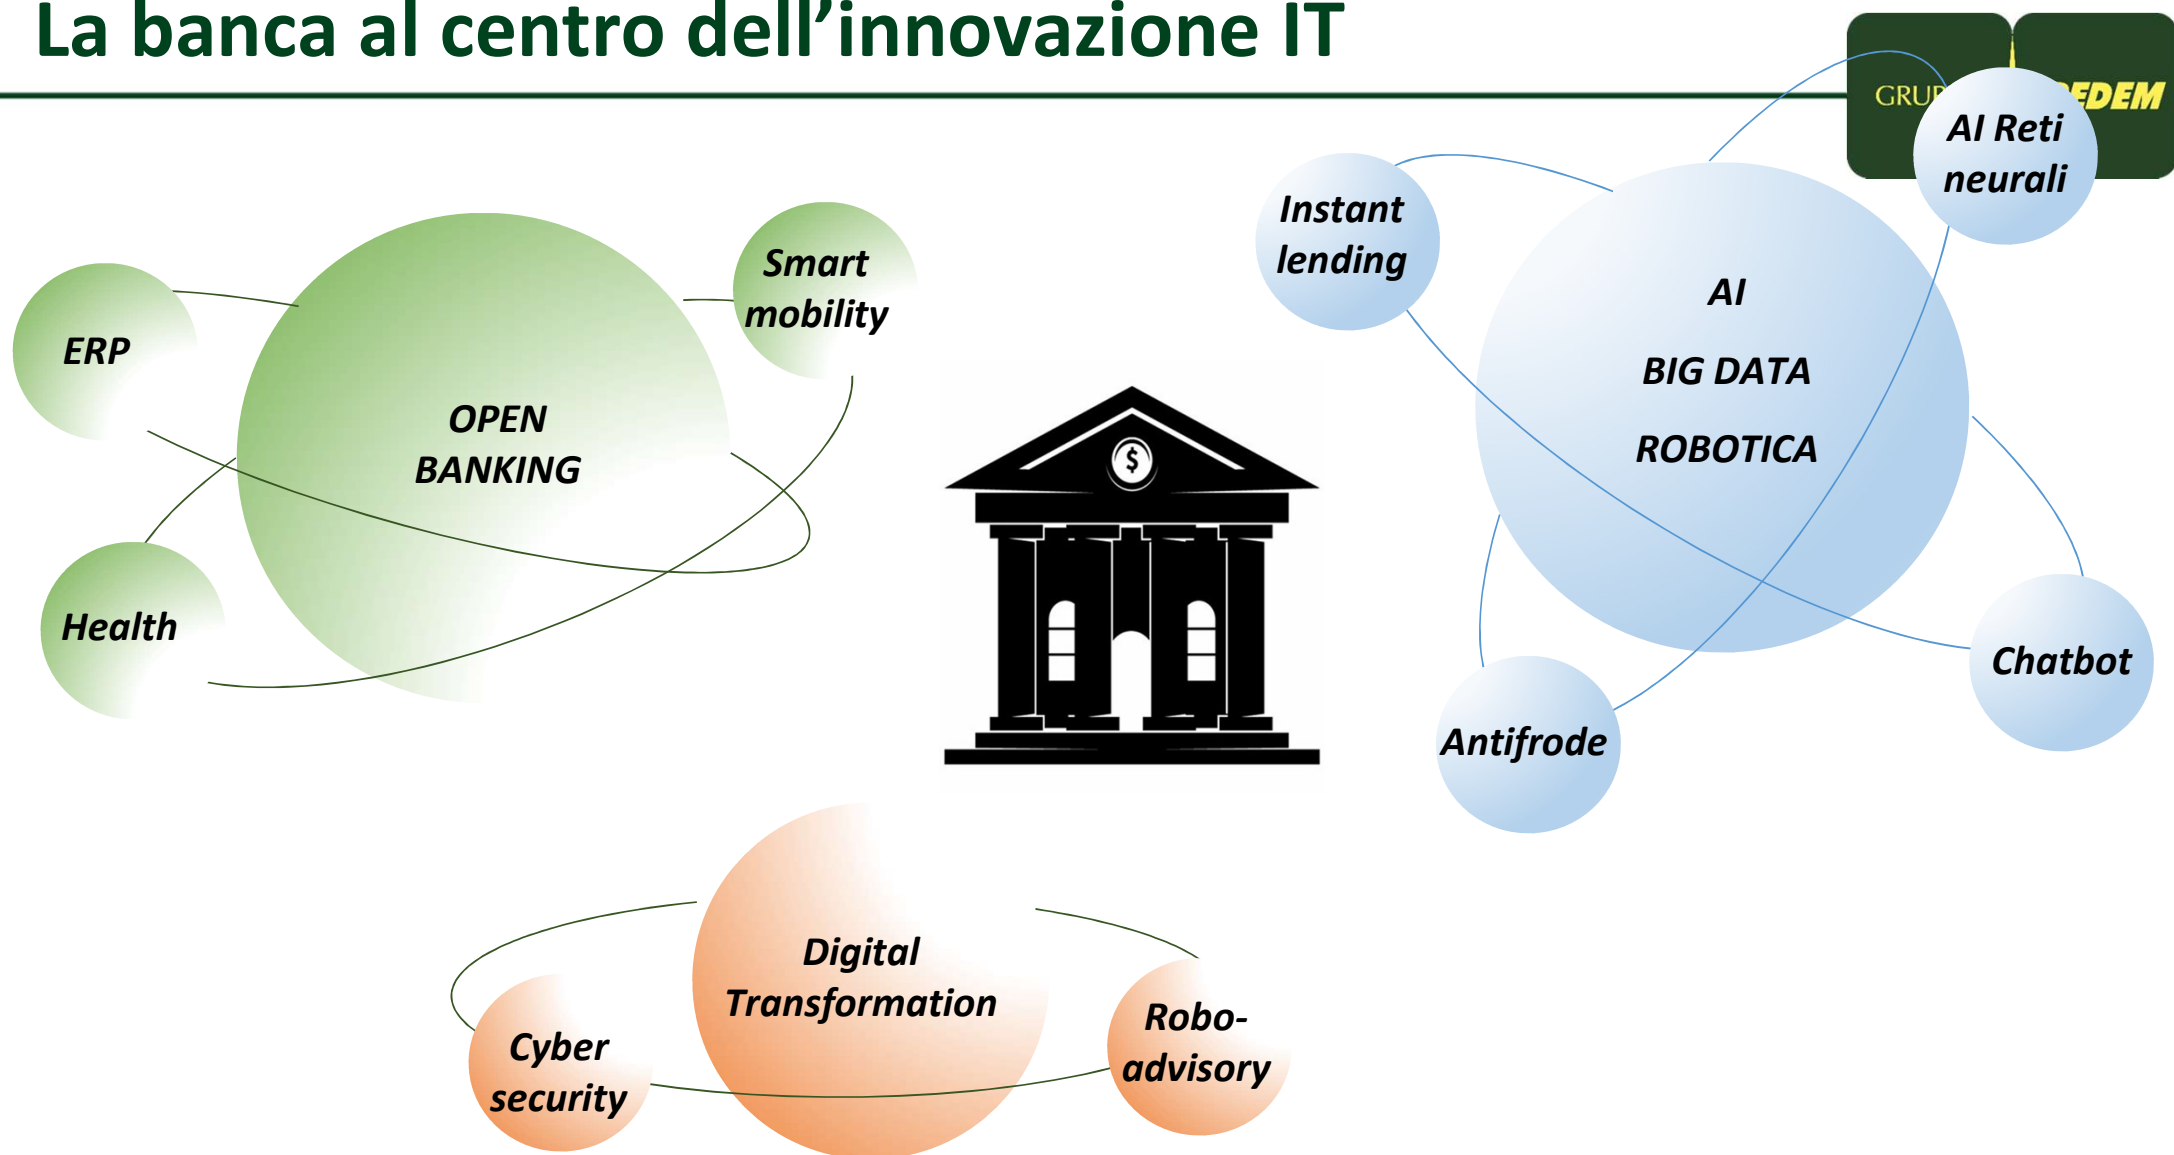 La banca al centro dell’innovazione IT
AI Reti
neurali
Instant
lending
Smart
mobility
ERP
AI
BIG DATA
ROBOTICA
OPEN
BANKING
$
Health
Chatbot
Antifrode
Digital
Transformation
Robo-
advisory
Cyber
security